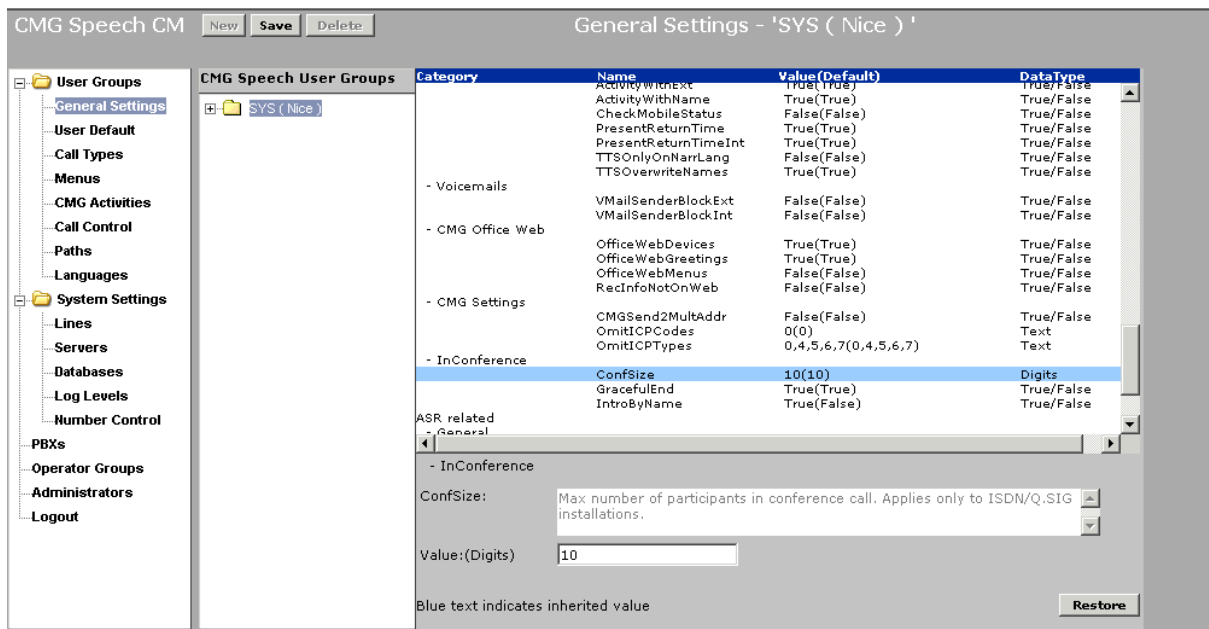 CMG Speech CM New Save Delete General Settings - 'SYS ( Nice ) '
User Groups
General Settings
User Default
Call Types
Menus
CMG Activities
Call Control
Paths
Languages
System Settings
Lines
Servers
Databases
Log Levels
Number Control
PBXs
Operator Groups
Administrators
Logout
CMG Speech User Groups
SYS ( Nice )
Category Name Value(Default) DataType
ActivityWithExt True(True) True/False
ActivityWithName True(True) True/False
CheckMobileStatus False(False) True/False
PresentReturnTime True(True) True/False
PresentReturnTimeInt True(True) True/False
TTSOnlyOnNarrLang False(False) True/False
TTSOverwriteNames True(True) True/False
- Voicemails
VMailSenderBlockExt False(False) True/False
VMailSenderBlockInt False(False) True/False
- CMG Office Web
OfficeWebDevices True(True) True/False
OfficeWebGreetings True(True) True/False
OfficeWebMenus False(False) True/False
RecInfoNotOnWeb False(False) True/False
- CMG Settings
CMGSend2MultAddr False(False) True/False
OmitICPCodes 0(0) Text
OmitICPTypes 0,4,5,6,7(0,4,5,6,7) Text
- InConference
ConfSize 10(10) Digits
GracefulEnd True(True) True/False
IntroByName True(False) True/False
ASR related
- General
- InConference
ConfSize: Max number of participants in conference call. Applies only to ISDN/Q.SIG
installations.
Value:(Digits) 10
Blue text indicates inherited value Restore